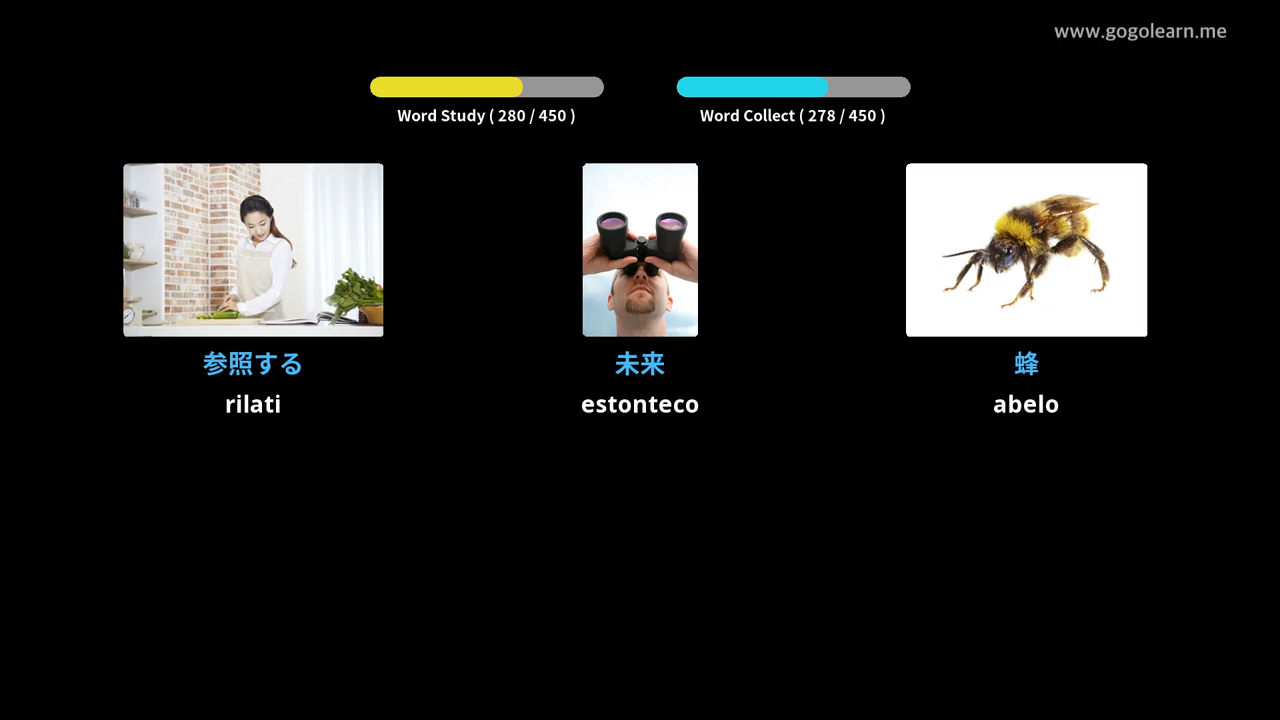 www.gogolearn.me
Word Study ( 280 / 450 )
Word Collect ( 278 / 450 )
参照する
未来
蜂
rilati
estonteco
abelo